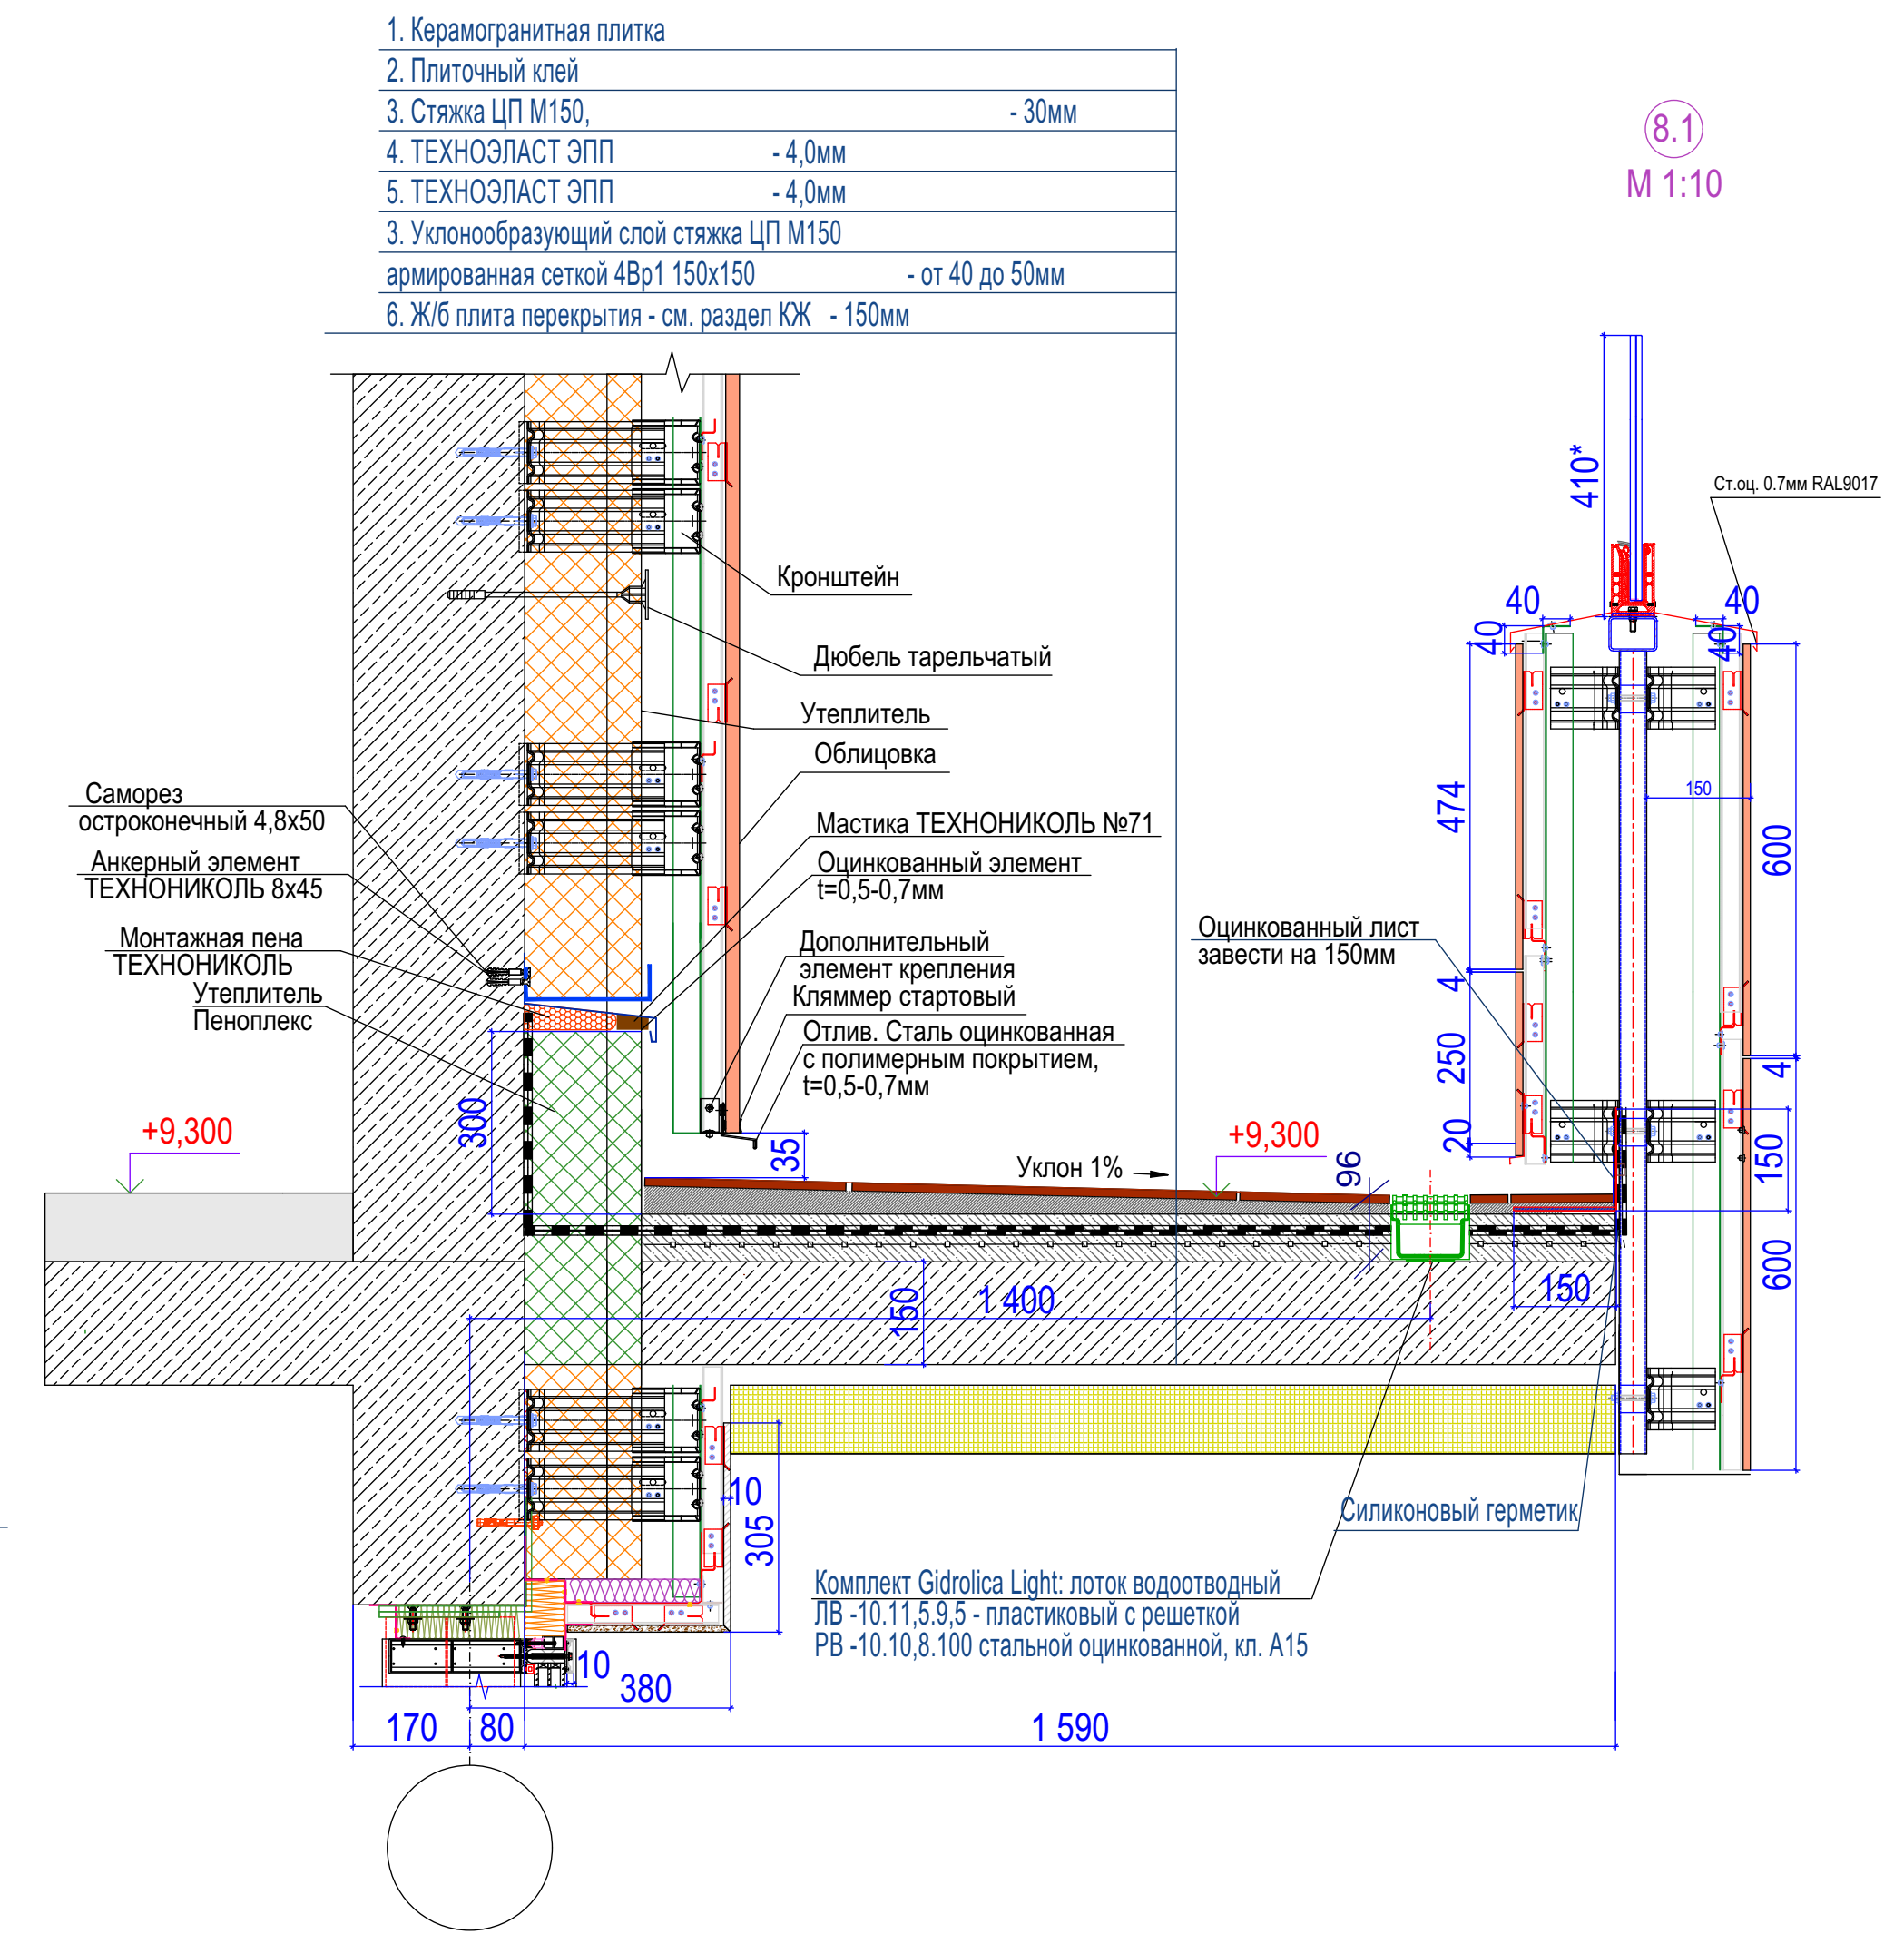 1. Керамогранитная плитка
2. Плиточный клей
3. Стяжка ЦП М150, - 30мм
4. ТЕХНОЭЛАСТ ЭПП - 4,0мм
5. ТЕХНОЭЛАСТ ЭПП - 4,0мм
3. Уклонообразующий слой стяжка ЦП М150
армированная сеткой 4Вр1 150х150 - от 40 до 50мм
6. Ж/б плита перекрытия - см. раздел КЖ - 150мм
8.1
М 1:10
410*
Ст.оц. 0.7мм RAL9017
40
40
40
40
Кронштейн
Дюбель тарельчатый
Утеплитель
Облицовка
Мастика ТЕХНОНИКОЛЬ №71
Оцинкованный элемент
t=0,5-0,7мм
Дополнительный
элемент крепления
Кляммер стартовый
Отлив. Сталь оцинкованная
с полимерным покрытием,
t=0,5-0,7мм
Саморез
остроконечный 4,8х50
Анкерный элемент
ТЕХНОНИКОЛЬ 8х45
Монтажная пена
ТЕХНОНИКОЛЬ
Утеплитель
Пеноплекс
Оцинкованный лист
завести на 150мм
474
4
250
20
150
600
4
150
600
+9,300
300
35
Уклон 1%
+9,300
96
150
1 400
150
10
305
Силиконовый герметик
Комплект Gidrolica Light: лоток водоотводный
ЛВ -10.11,5.9,5 - пластиковый с решеткой
РВ -10.10,8.100 стальной оцинкованной, кл. А15
10
380
170
80
1 590